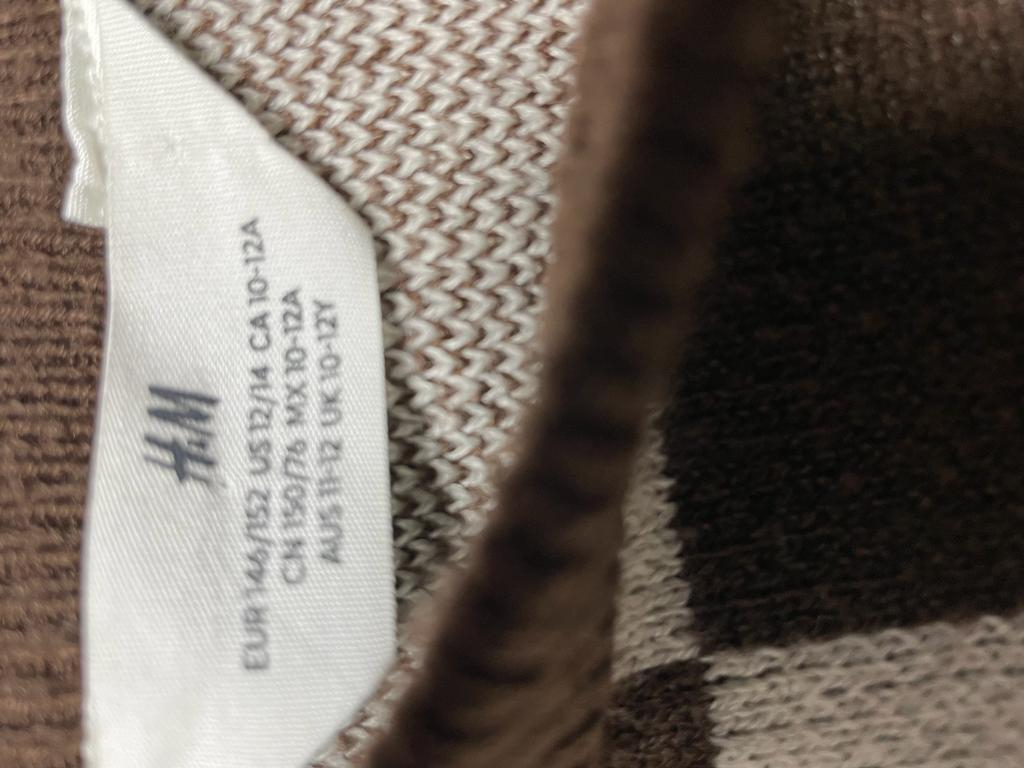 H&M
EUR 146/152 US 12/14 CA 10-12A
CN 150/76 MX 10-12A
AUS 11-12 UK 10-12Y